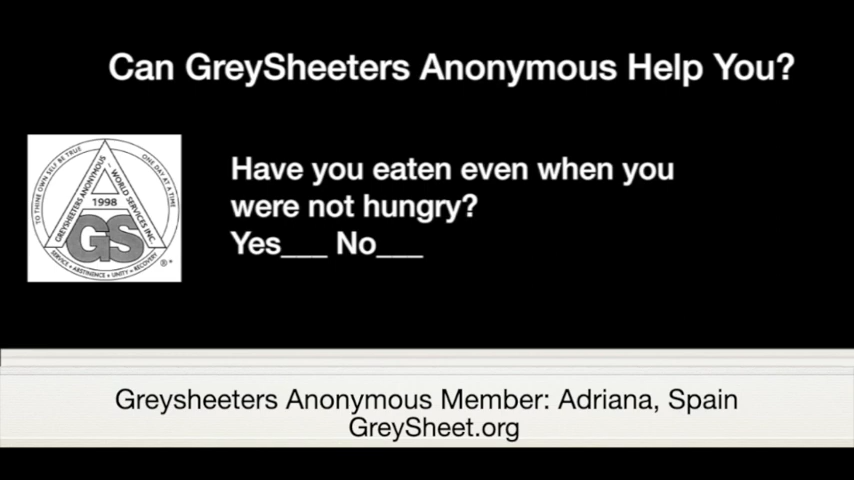 Can GreySheeters Anonymous Help You?
TO THINE OWN SELF BE TRUE
ONE DAY AT A TIME
GREYSHEETERS ANONYMOUS
WORLD SERVICES INC.
1998
GS
SERVICE • ABSTINENCE • UNITY • RECOVERY
®
Have you eaten even when you
were not hungry?
Yes___ No___
Greysheeters Anonymous Member: Adriana, Spain
GreySheet.org